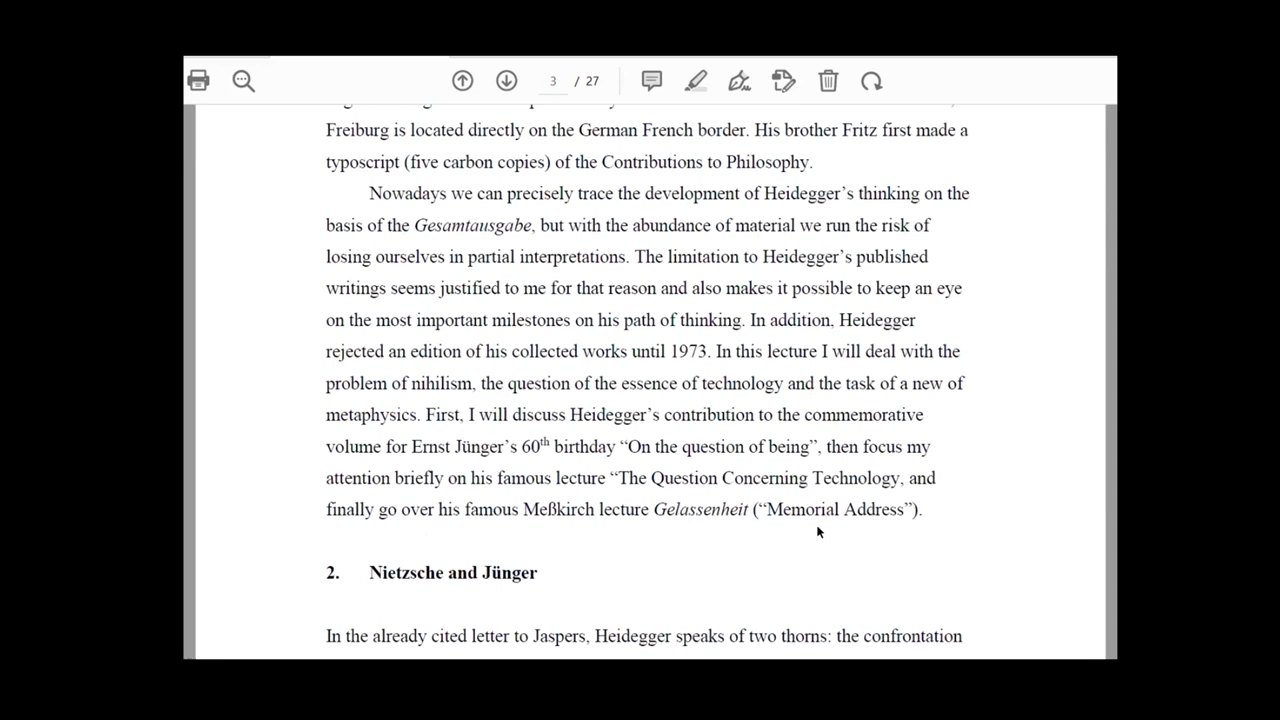 3 / 27
Freiburg is located directly on the German French border. His brother Fritz first made a
typoscript (five carbon copies) of the Contributions to Philosophy.
Nowadays we can precisely trace the development of Heidegger’s thinking on the
basis of the Gesamtausgabe, but with the abundance of material we run the risk of
losing ourselves in partial interpretations. The limitation to Heidegger’s published
writings seems justified to me for that reason and also makes it possible to keep an eye
on the most important milestones on his path of thinking. In addition, Heidegger
rejected an edition of his collected works until 1973. In this lecture I will deal with the
problem of nihilism, the question of the essence of technology and the task of a new of
metaphysics. First, I will discuss Heidegger’s contribution to the commemorative
volume for Ernst Jünger’s 60th birthday “On the question of being”, then focus my
attention briefly on his famous lecture “The Question Concerning Technology, and
finally go over his famous Meßkirch lecture Gelassenheit (“Memorial Address”).
2. Nietzsche and Jünger
In the already cited letter to Jaspers, Heidegger speaks of two thorns: the confrontation